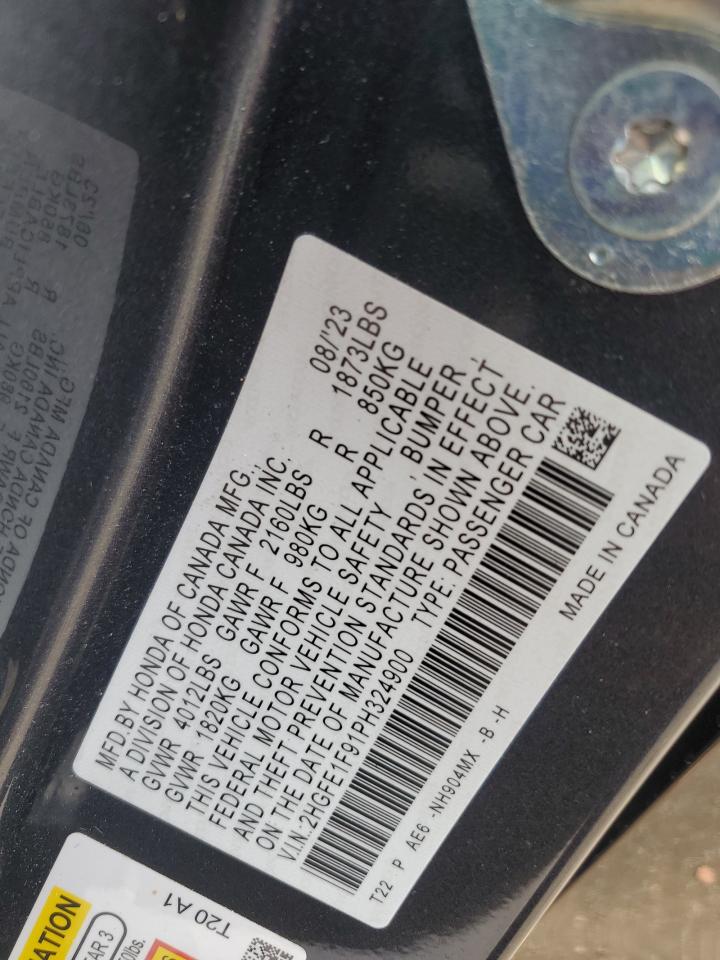 MFD.BY HONDA OF CANADA MFG. 08/'23
A DIVISION OF HONDA CANADA INC.
GVWR 4012LBS GAWR F 2160LBS R 1873LBS
GVWR 1820KG GAWR F 980KG R 850KG
THIS VEHICLE CONFORMS TO ALL APPLICABLE
FEDERAL MOTOR VEHICLE SAFETY, BUMPER,
AND THEFT PREVENTION STANDARDS IN EFFECT
ON THE DATE OF MANUFACTURE SHOWN ABOVE.
V.I.N.:2HGFE1F91PH324900 TYPE: PASSENGER CAR
T22 P AE6 -NH904MX -B -H MADE IN CANADA
T20 A1